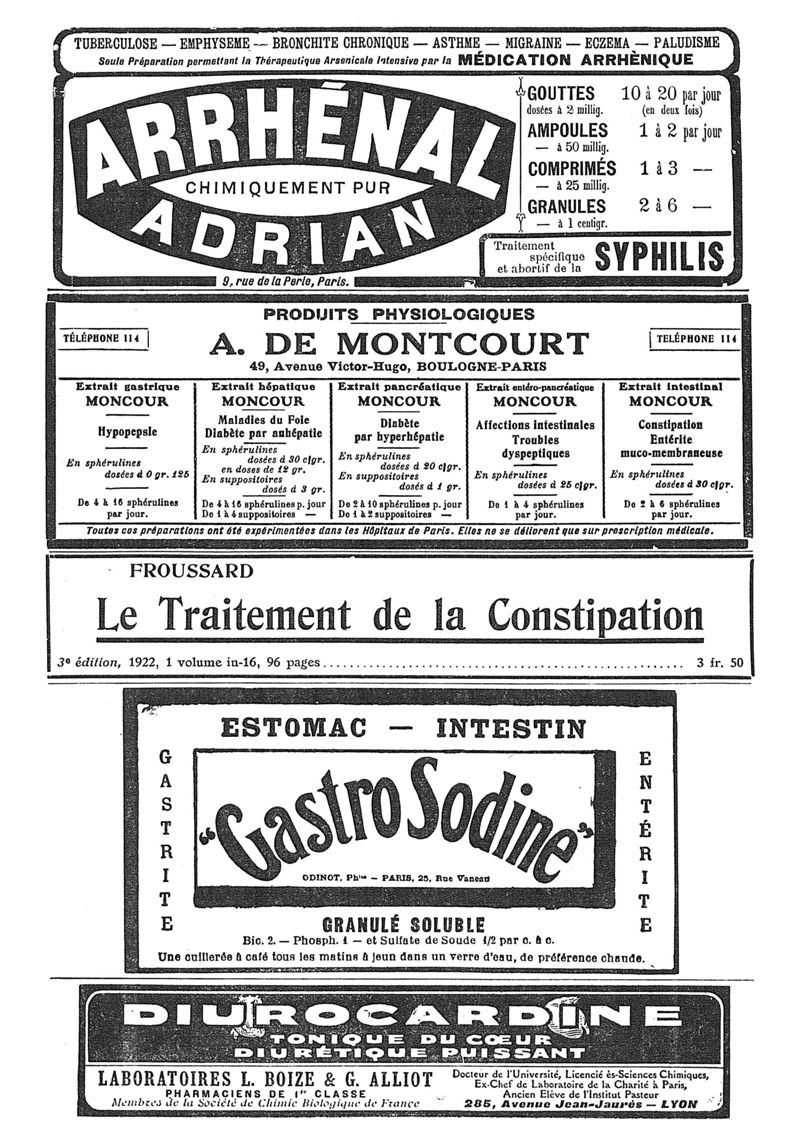 TUBERCULOSE — EMPHYSEME — BRONCHITE CHRONIQUE — ASTHME — MIGRAINE — ECZEMA — PALUDISME
Seule Préparation permettant la Thérapeutique Arsenicale Intensive par la MÉDICATION ARRHÈNIQUE
ARRHÉNAL
CHIMIQUEMENT PUR
ADRIAN
9, rue de la Perle, Paris.
GOUTTES 10 à 20 par jour
dosées à 2 millig. (en deux fois)
AMPOULES 1 à 2 par jour
— à 50 millig.
COMPRIMÉS 1 à 3 —
— à 25 millig.
GRANULES 2 à 6 —
— à 1 centigr.
Traitement
spécifique
et abortif de la
SYPHILIS
PRODUITS PHYSIOLOGIQUES
TÉLÉPHONE 114
A. DE MONTCOURT
TELÉPHONE 114
49, Avenue Victor-Hugo, BOULOGNE-PARIS
Extrait gastrique
MONCOUR
Hypopepsie
En sphérulines
dosées à 0 gr. 125
De 4 à 16 sphérulines
par jour.
Extrait hépatique
MONCOUR
Maladies du Foie
Diabète par anhépatie
En sphérulines
dosées à 30 c/gr.
en doses de 12 gr.
En suppositoires
dosés à 3 gr.
De 4 à 16 sphérulines p. jour
De 1 à 4 suppositoires —
Extrait pancréatique
MONCOUR
Diabète
par hyperhépatie
En sphérulines
dosées à 20 c/gr.
En suppositoires
dosés à 1 gr.
De 2 à 10 sphérulines p. jour
De 1 à 2 suppositoires —
Extrait entéro-pancréatique
MONCOUR
Affections intestinales
Troubles
dyspeptiques
En sphérulines
dosées à 25 c/gr.
De 1 à 4 sphérulines
par jour.
Extrait intestinal
MONCOUR
Constipation
Entérite
muco-membraneuse
En sphérulines
dosées à 30 c/gr.
De 2 à 6 sphérulines
par jour.
Toutes ces préparations ont été expérimentées dans les Hôpitaux de Paris. Elles ne se délivrent que sur prescription médicale.
FROUSSARD
Le Traitement de la Constipation
3e édition, 1922, 1 volume in-16, 96 pages........ 3 fr. 50
ESTOMAC — INTESTIN
GASTRITE
"Gastro Sodine"
ODINOT, Phien — PARIS, 25, Rue Vaneau
ENTÉRITE
GRANULÉ SOLUBLE
Bic. 2. — Phosph. 1 — et Sulfate de Soude 1/2 par c. à c.
Une cuillerée à café tous les matins à jeun dans un verre d'eau, de préférence chaude.
DIUROCARDINE
TONIQUE DU CŒUR
DIURÉTIQUE PUISSANT
LABORATOIRES L. BOIZE & G. ALLIOT
PHARMACIENS DE 1re CLASSE
Membres de la Société de Chimie Biologique de France
Docteur de l'Université, Licencié ès-Sciences Chimiques,
Ex-Chef de Laboratoire de la Charité à Paris,
Ancien Elève de l'Institut Pasteur
285, Avenue Jean-Jaurés — LYON